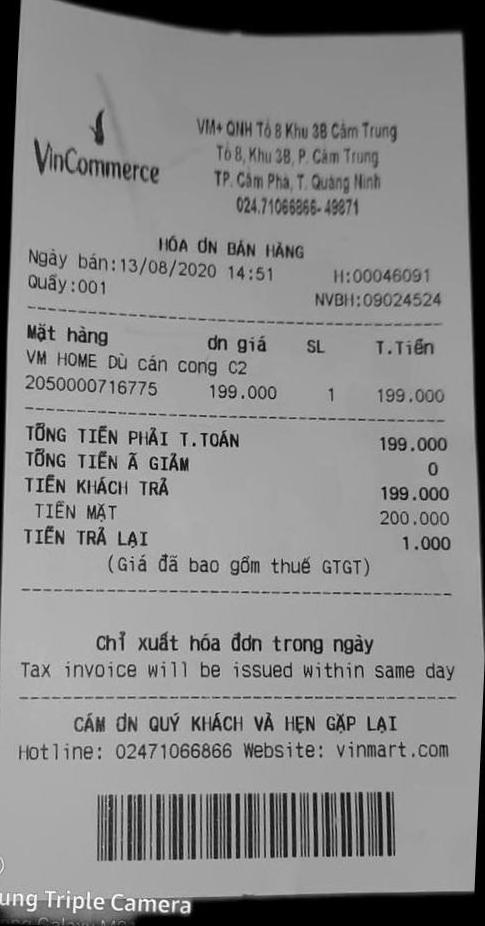 VinCommerce
VM+ QNH Tổ 8 Khu 3B Cẩm Trung
Tổ 8, Khu 3B, P. Cẩm Trung
TP. Cẩm Phả, T. Quảng Ninh
024.71066866- 49871
HÓA ƠN BÁN HÀNG
Ngày bán:13/08/2020 14:51 H:00046091
Quầy:001 NVBH:09024524
Mặt hàng ơn giá SL T.Tiền
VM HOME Dù cán cong C2
2050000716775 199.000 1 199.000
TỔNG TIỀN PHẢI T.TOÁN 199.000
TỔNG TIỀN Ã GIẢM 0
TIỀN KHÁCH TRẢ 199.000
TIỀN MẶT 200.000
TIỀN TRẢ LẠI 1.000
(Giá đã bao gồm thuế GTGT)
Chỉ xuất hóa đơn trong ngày
Tax invoice will be issued within same day
CẢM ƠN QUÝ KHÁCH VÀ HẸN GẶP LẠI
Hotline: 02471066866 Website: vinmart.com
ung Triple Camera